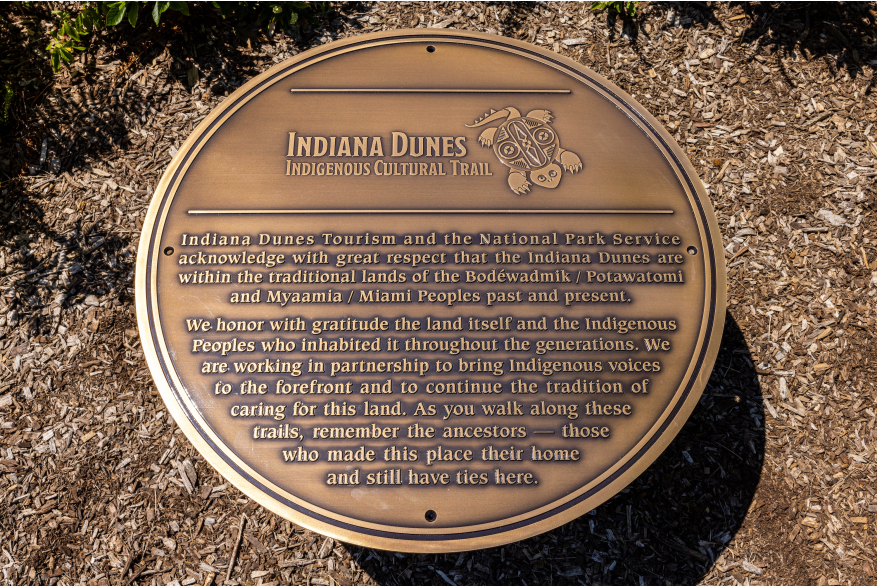 INDIANA DUNES
INDIGENOUS CULTURAL TRAIL
Indiana Dunes Tourism and the National Park Service
acknowledge with great respect that the Indiana Dunes are
within the traditional lands of the Bodéwadmik / Potawatomi
and Myaamia / Miami Peoples past and present.
We honor with gratitude the land itself and the Indigenous
Peoples who inhabited it throughout the generations. We
are working in partnership to bring Indigenous voices
to the forefront and to continue the tradition of
caring for this land. As you walk along these
trails, remember the ancestors — those
who made this place their home
and still have ties here.